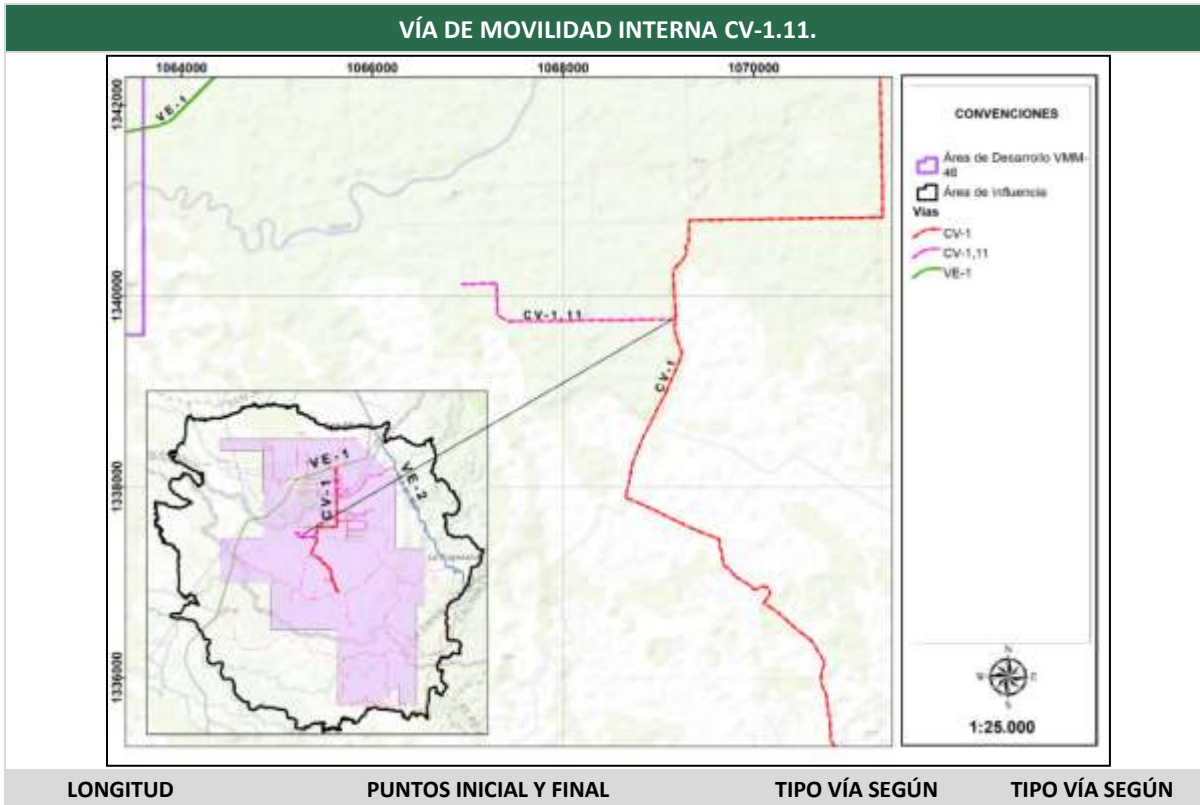 VÍA DE MOVILIDAD INTERNA CV-1.11.
1064000 1066000 1068000 1070000
1342000
1340000
1338000
1336000
VE-1
CV-1,11
CV-1
VE-1
CV-1
VE-2
CONVENCIONES
Área de Desarrollo VMM-
46
Área de Influencia
Vías
CV-1
CV-1,11
VE-1
N
W E
S
1:25.000
LONGITUD PUNTOS INICIAL Y FINAL TIPO VÍA SEGÚN TIPO VÍA SEGÚN